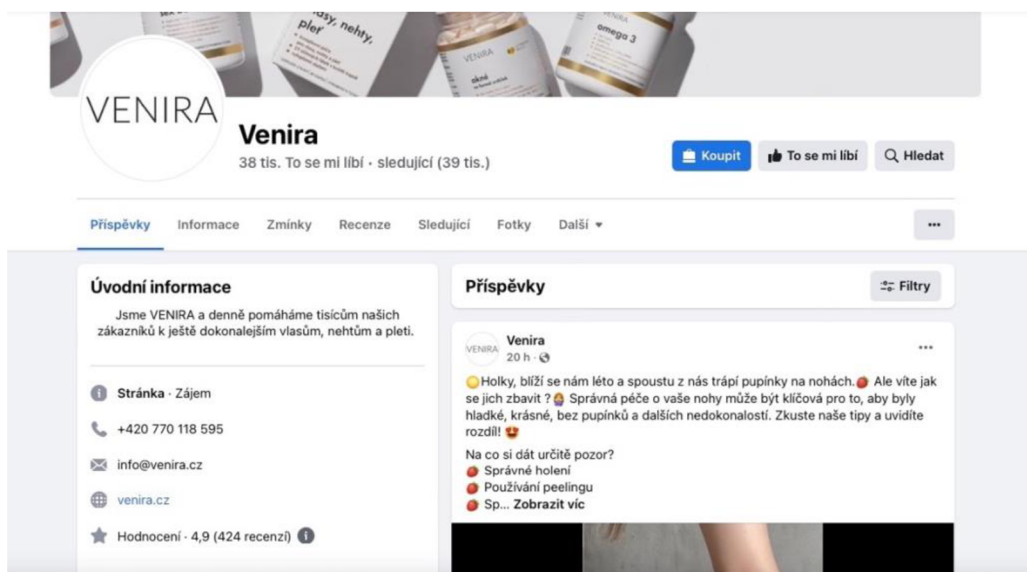 vlasy, nehty,
pleť
VENIRA
akné
VENIRA
omega 3
VENIRA
Venira
38 tis. To se mi líbí · sledující (39 tis.)
Koupit
To se mi líbí
Hledat
Příspěvky
Informace
Zmínky
Recenze
Sledující
Fotky
Další
Úvodní informace
Jsme VENIRA a denně pomáháme tisícům našich
zákazníků k ještě dokonalejším vlasům, nehtům a pleti.
Stránka · Zájem
+420 770 118 595
info@venira.cz
venira.cz
Hodnocení · 4,9 (424 recenzí)
Příspěvky
Filtry
VENIRA
Venira
20 h ·
Holky, blíží se nám léto a spoustu z nás trápí pupínky na nohách. Ale víte jak
se jich zbavit ? Správná péče o vaše nohy může být klíčová pro to, aby byly
hladké, krásné, bez pupínků a dalších nedokonalostí. Zkuste naše tipy a uvidíte
rozdíl!
Na co si dát určitě pozor?
Správné holení
Používání peelingu
Sp... Zobrazit víc